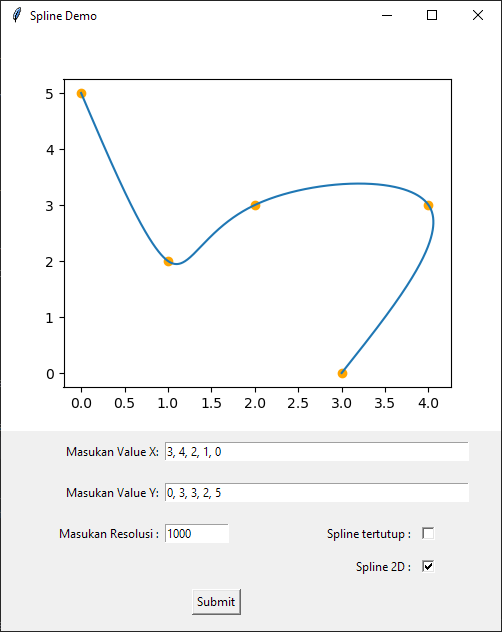 Spline Demo
5
4
3
2
1
0
0.0 0.5 1.0 1.5 2.0 2.5 3.0 3.5 4.0
Masukan Value X: 3, 4, 2, 1, 0
Masukan Value Y: 0, 3, 3, 2, 5
Masukan Resolusi : 1000 Spline tertutup :
Spline 2D :
Submit